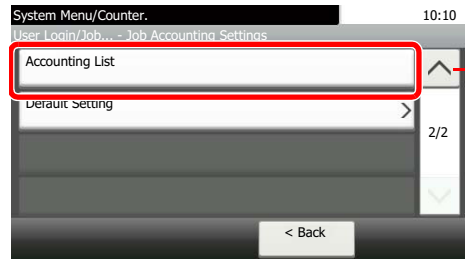 System Menu/Counter.
10:10
User Login/Job... - Job Accounting Settings
Accounting List
Default Setting
2/2
< Back